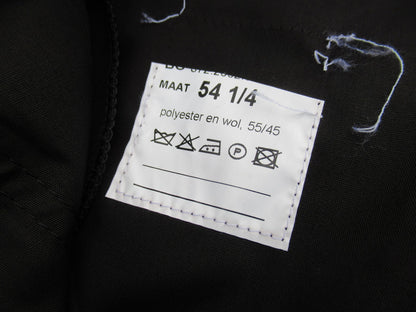 MAAT 54 1/4
polyester en wol, 55/45
P